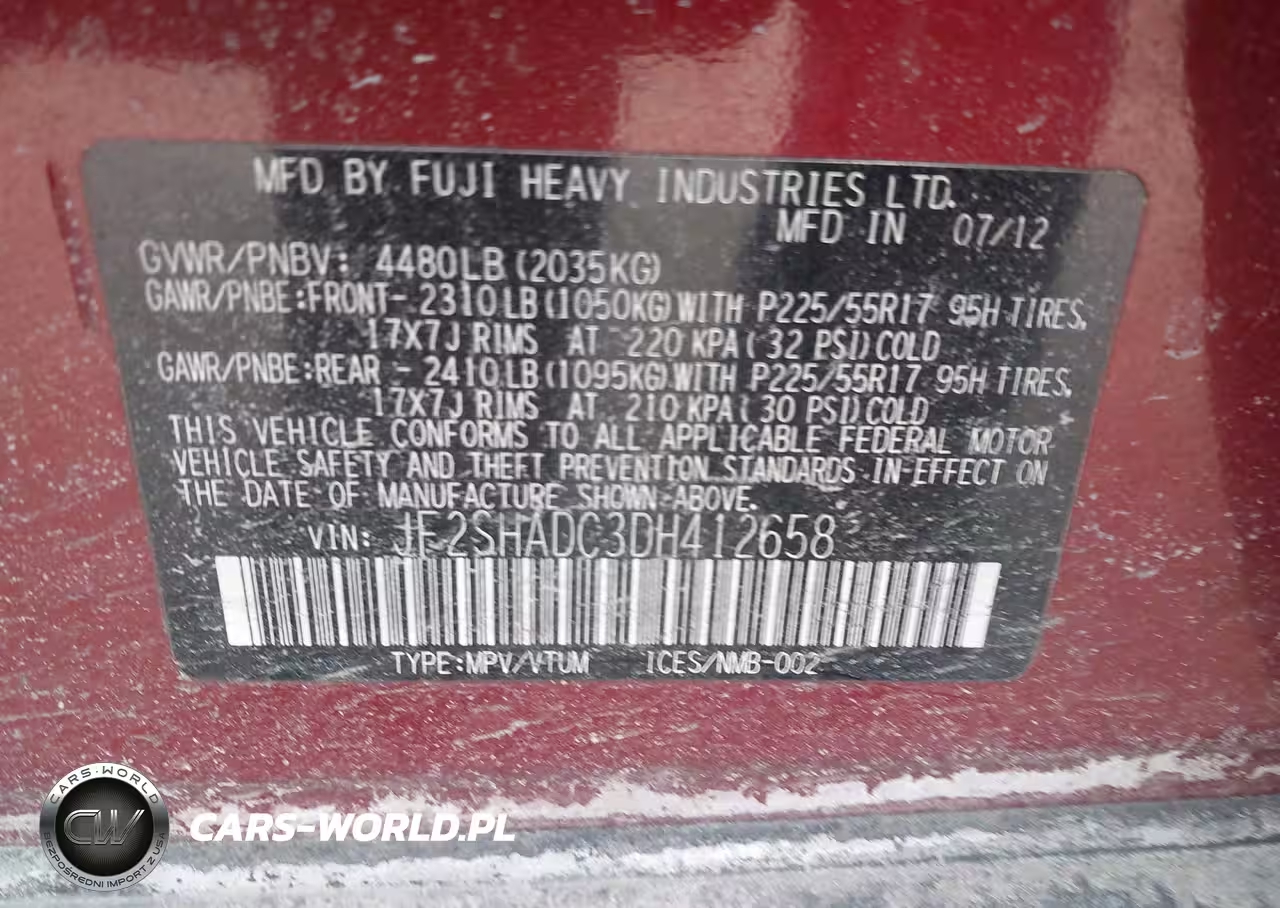 MFD BY FUJI HEAVY INDUSTRIES LTD.
MFD IN 07/12
GVWR/PNBV: 4480LB (2035KG)
GAWR/PNBE:FRONT- 2310LB (1050KG) WITH P225/55R17 95H TIRES,
17X7J RIMS AT 220 KPA ( 32 PSI) COLD
GAWR/PNBE:REAR - 2410LB (1095KG) WITH P225/55R17 95H TIRES,
17X7J RIMS AT 210 KPA ( 30 PSI) COLD
THIS VEHICLE CONFORMS TO ALL APPLICABLE FEDERAL MOTOR
VEHICLE SAFETY AND THEFT PREVENTION STANDARDS IN EFFECT ON
THE DATE OF MANUFACTURE SHOWN ABOVE.
VIN: JF2SHADC3DH412658
TYPE:MPV/VTUM ICES/NMB-002
CARS-WORLD
CW
BEZPOŚREDNI IMPORT Z USA
CARS-WORLD.PL